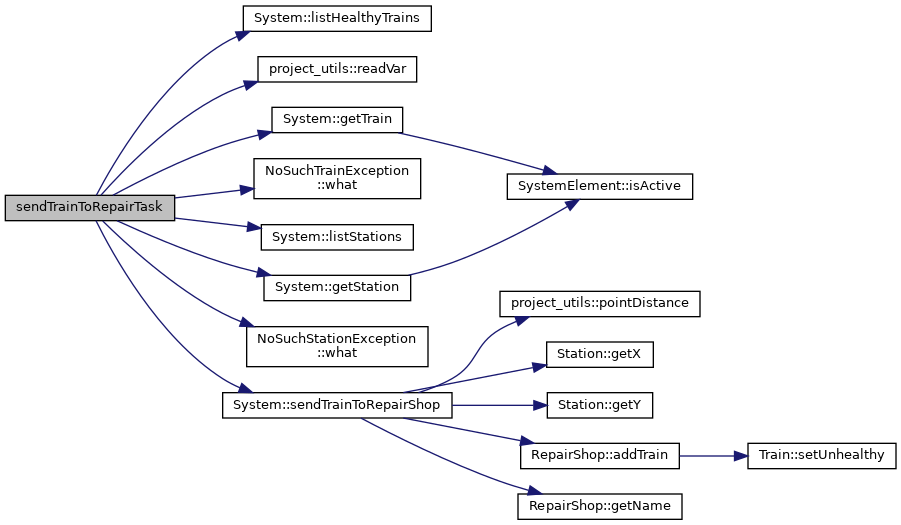 System::listHealthyTrains
project_utils::readVar
System::getTrain
NoSuchTrainException
::what
SystemElement::isActive
sendTrainToRepairTask
System::listStations
System::getStation
project_utils::pointDistance
NoSuchStationException
::what
Station::getX
System::sendTrainToRepairShop
Station::getY
RepairShop::addTrain
Train::setUnhealthy
RepairShop::getName